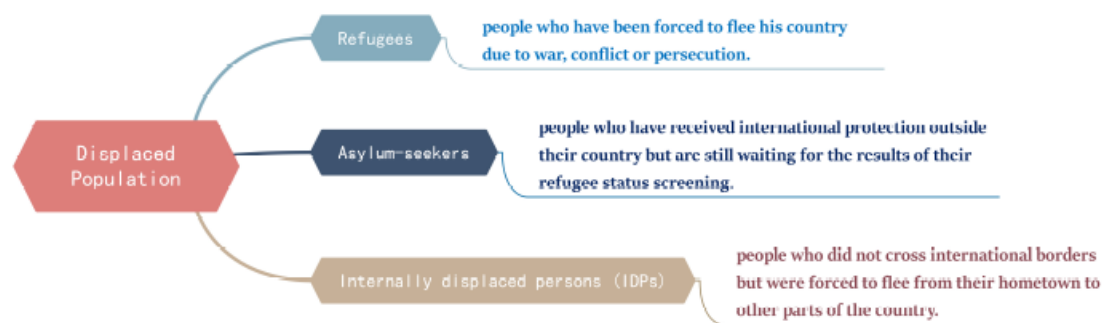 Displaced
Population
Refugees
people who have been forced to flee his country
due to war, conflict or persecution.
Asylum-seekers
people who have received international protection outside
their country but are still waiting for the results of their
refugee status screening.
Internally displaced persons (IDPs)
people who did not cross international borders
but were forced to flee from their hometown to
other parts of the country.